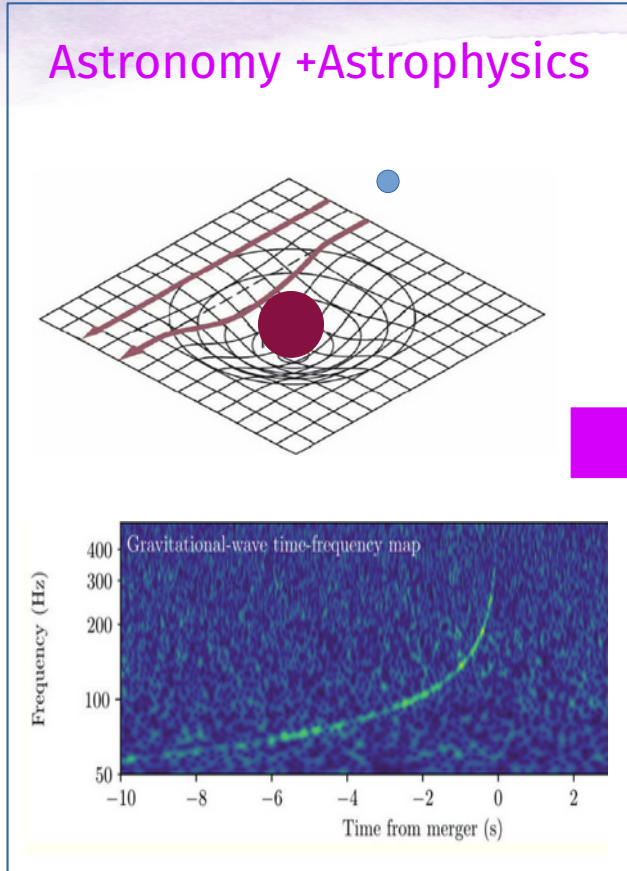 Astronomy +Astrophysics
Gravitational-wave time-frequency map
Frequency (Hz)
400
300
200
100
50
−10 −8 −6 −4 −2 0 2
Time from merger (s)